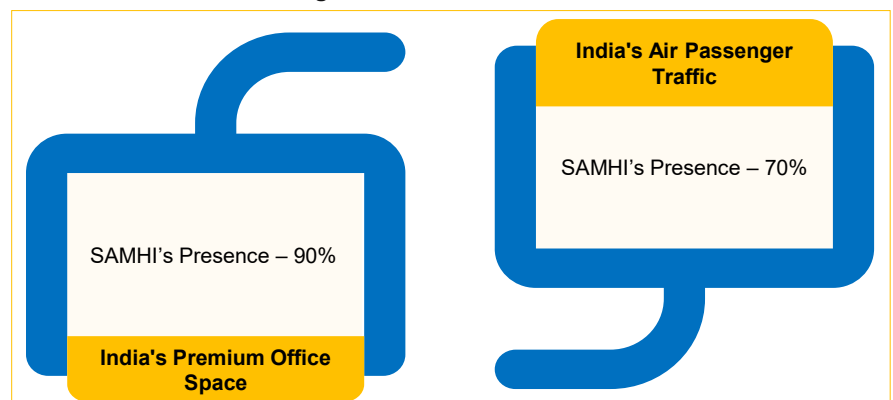 SAMHI's Presence – 90%
India's Premium Office
Space
India's Air Passenger
Traffic
SAMHI’s Presence – 70%